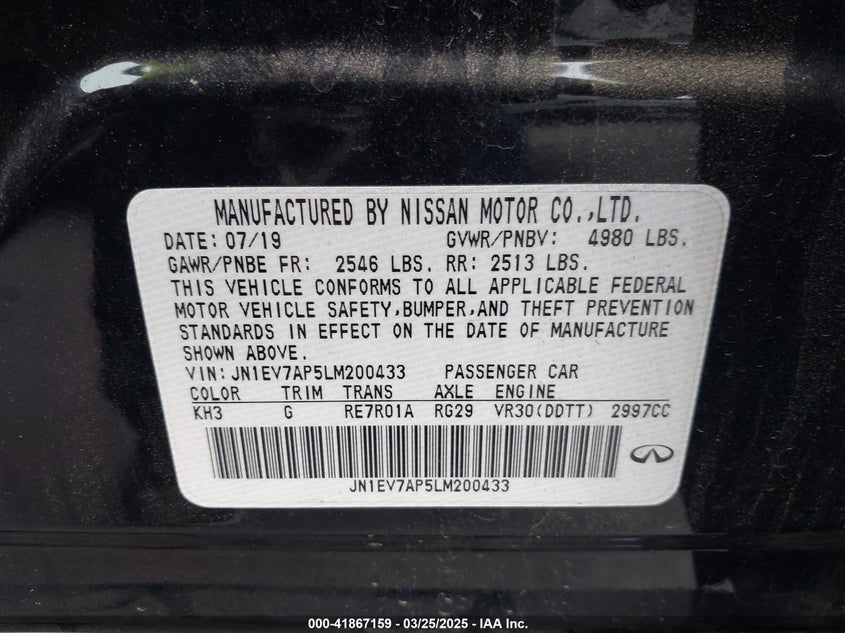 MANUFACTURED BY NISSAN MOTOR CO.,LTD.
DATE: 07/19 GVWR/PNBV: 4980 LBS.
GAWR/PNBE FR: 2546 LBS. RR: 2513 LBS.
THIS VEHICLE CONFORMS TO ALL APPLICABLE FEDERAL
MOTOR VEHICLE SAFETY,BUMPER,AND THEFT PREVENTION
STANDARDS IN EFFECT ON THE DATE OF MANUFACTURE
SHOWN ABOVE.
VIN:JN1EV7AP5LM200433 PASSENGER CAR
COLOR TRIM TRANS AXLE ENGINE
KH3 G RE7R01A RG29 VR30(DDTT) 2997CC
JN1EV7AP5LM200433
000-41867159 - 03/25/2025 - IAA Inc.